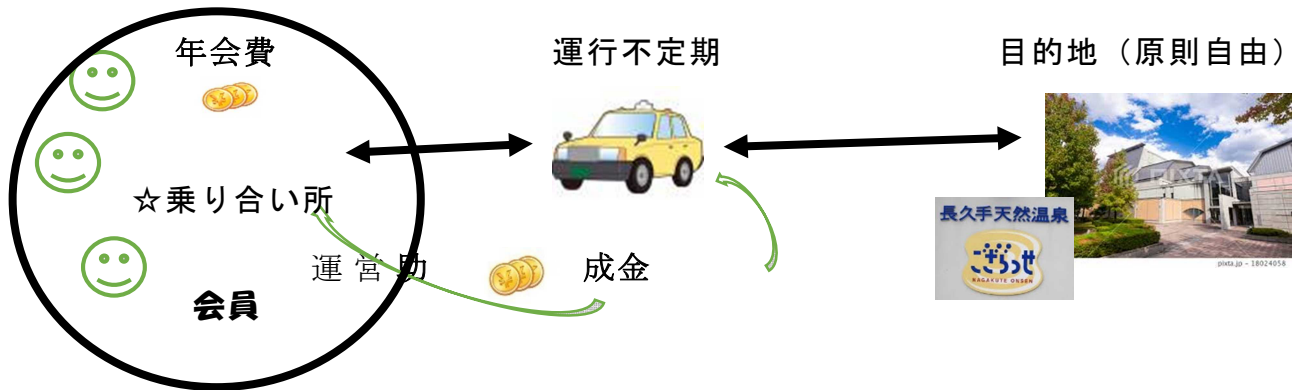 年会費
運行不定期
目的地（原則自由）
☆乗り合い所
運営助成金
会員
PIXTA
pixta.jp - 18024058
長久手天然温泉
ござらっせ
NAGAKUTE ONSEN